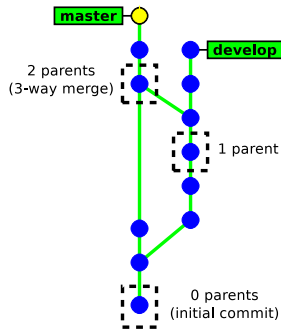 master
develop
2 parents
(3-way merge)
1 parent
0 parents
(initial commit)